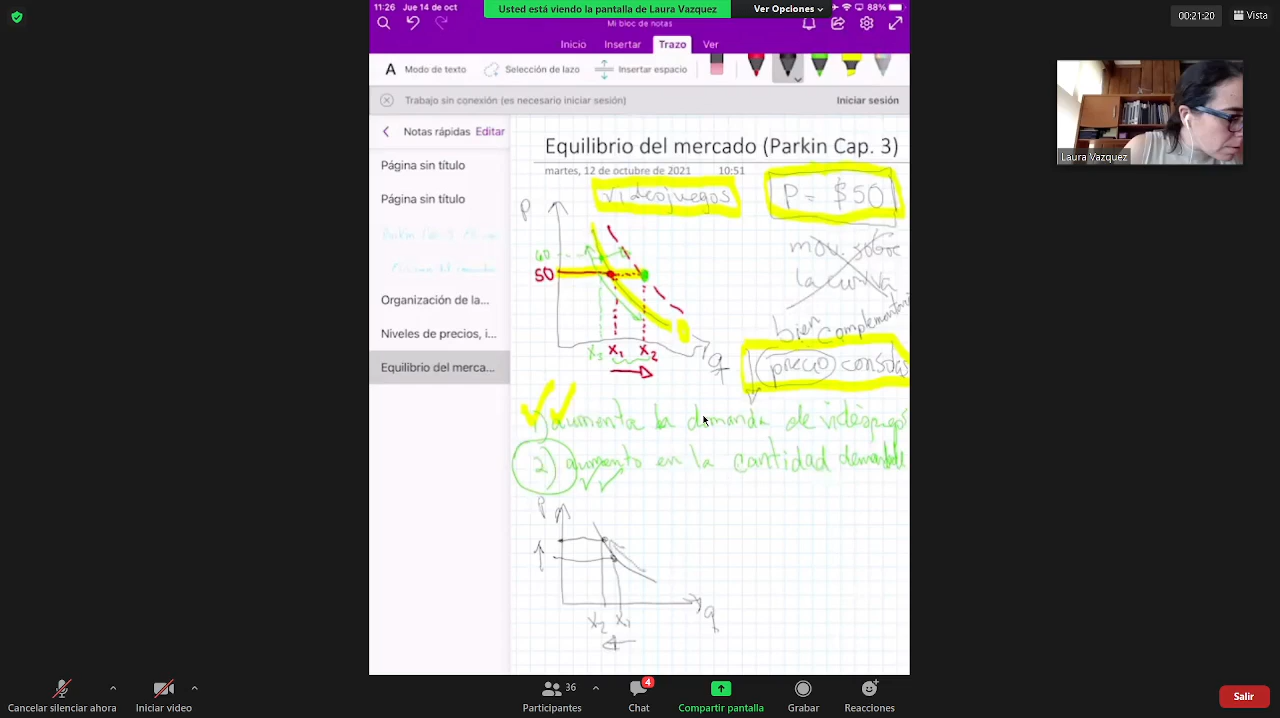 11:26 Jue 14 de oct
Usted está viendo la pantalla de Laura Vazquez
Ver Opciones
88%
00:21:20
Vista
Mi bloc de notas
Inicio
Insertar
Trazo
Ver
A Modo de texto
Selección de lazo
Insertar espacio
Trabajo sin conexión (es necesario iniciar sesión)
Iniciar sesión
Notas rápidas
Editar
Página sin título
Página sin título
Organización de la...
Niveles de precios, i...
Equilibrio del merca...
Equilibrio del mercado (Parkin Cap. 3)
martes, 12 de octubre de 2021 10:51
videojuegos
P = $50
P
60
50
mov. sobre
la curva
bien complementario
precio consolas
X3 X1 X2
q
1) aumenta la demanda de videojuegos
2) aumento en la cantidad demandada
P
X2 X1
q
Laura Vazquez
Cancelar silenciar ahora
Iniciar video
36
Participantes
4
Chat
Compartir pantalla
Grabar
Reacciones
Salir